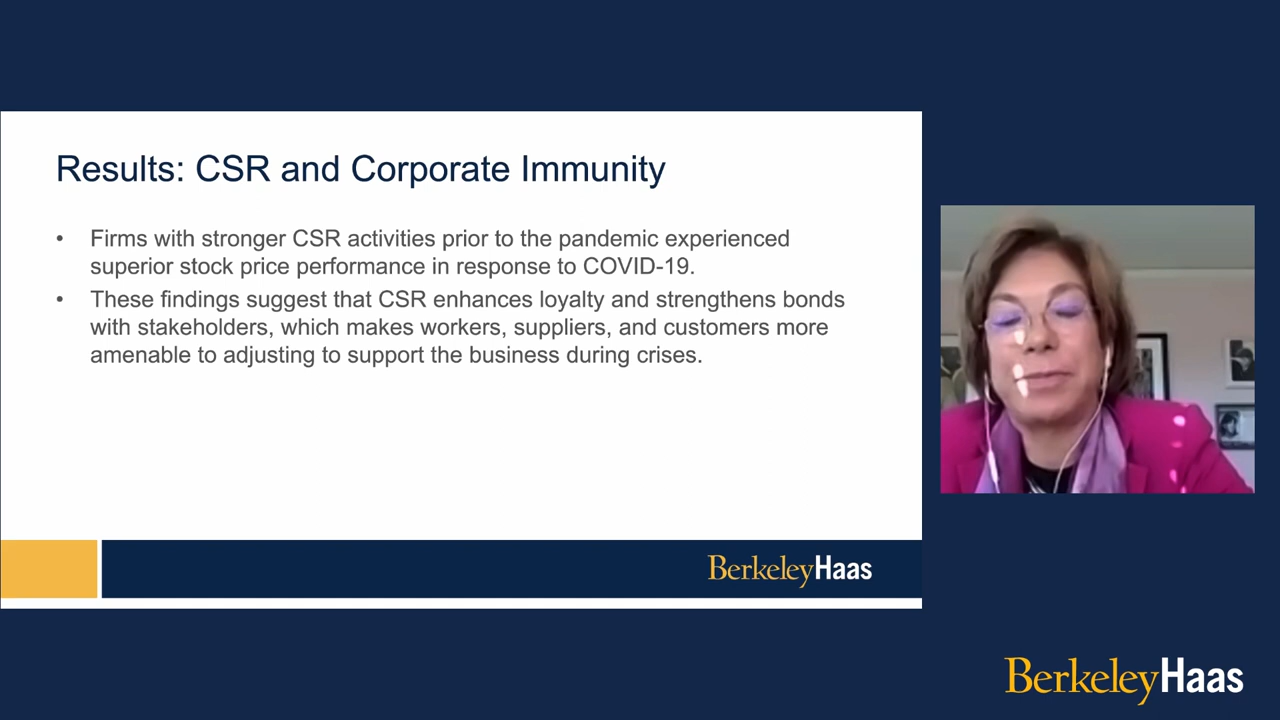 Results: CSR and Corporate Immunity
• Firms with stronger CSR activities prior to the pandemic experienced
superior stock price performance in response to COVID-19.
• These findings suggest that CSR enhances loyalty and strengthens bonds
with stakeholders, which makes workers, suppliers, and customers more
amenable to adjusting to support the business during crises.
BerkeleyHaas
BerkeleyHaas